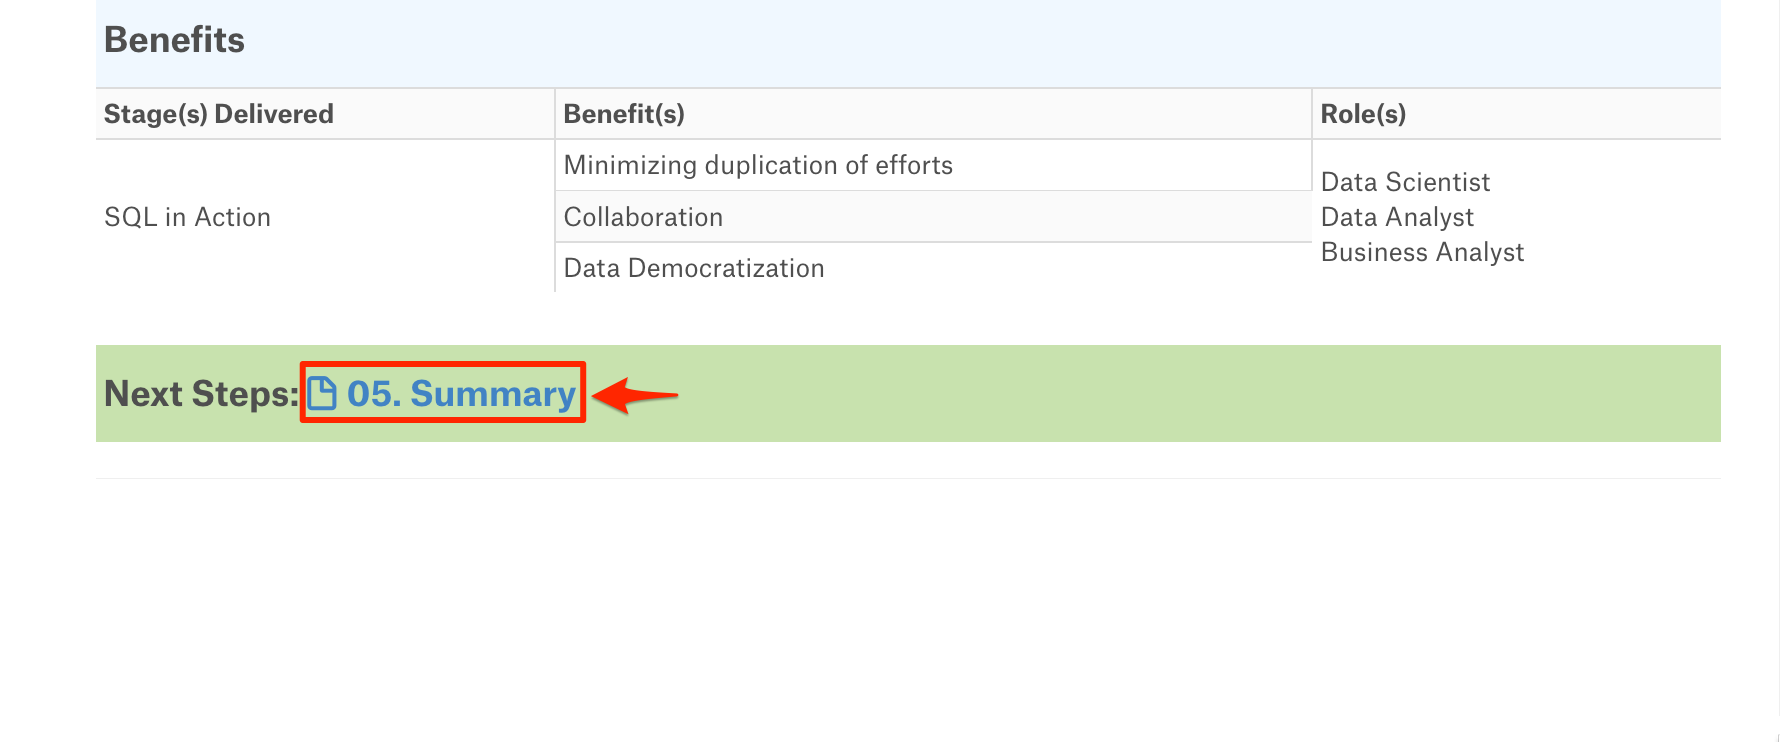 Benefits
Stage(s) Delivered Benefit(s) Role(s)
SQL in Action
Minimizing duplication of efforts
Collaboration
Data Democratization
Data Scientist
Data Analyst
Business Analyst
Next Steps: 05. Summary